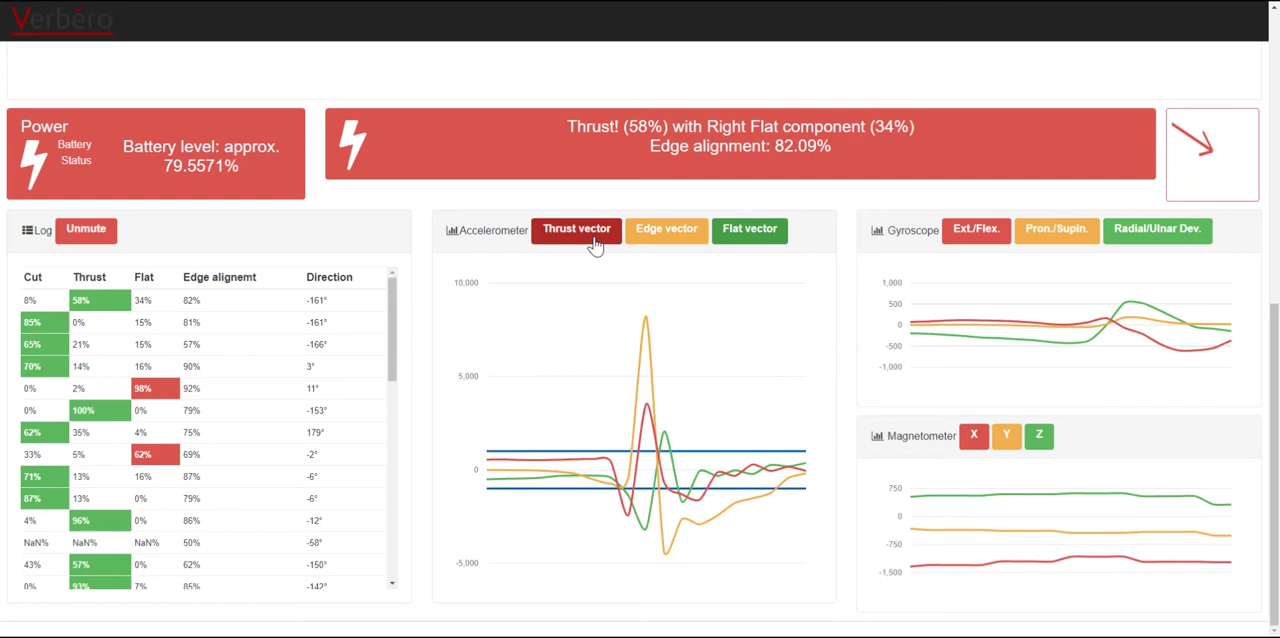 Verbēro
Power
Battery
Status
Battery level: approx.
79.5571%
Thrust! (58%) with Right Flat component (34%)
Edge alignment: 82.09%
Log Unmute
Cut Thrust Flat Edge alignemt Direction
8% 58% 34% 82% -161°
85% 0% 15% 81% -161°
65% 21% 15% 57% -166°
70% 14% 16% 90% 3°
0% 2% 98% 92% 11°
0% 100% 0% 79% -153°
62% 35% 4% 75% 179°
33% 5% 62% 69% -2°
71% 13% 16% 87% -6°
87% 13% 0% 79% -6°
4% 96% 0% 86% -12°
NaN% NaN% NaN% 50% -58°
43% 57% 0% 62% -150°
0% 93% 7% 85% -142°
Accelerometer Thrust vector Edge vector Flat vector
10,000
5,000
0
-5,000
Gyroscope Ext./Flex. Pron./Supin. Radial/Ulnar Dev.
1,000
500
0
-500
-1,000
Magnetometer X Y Z
750
0
-750
-1,500